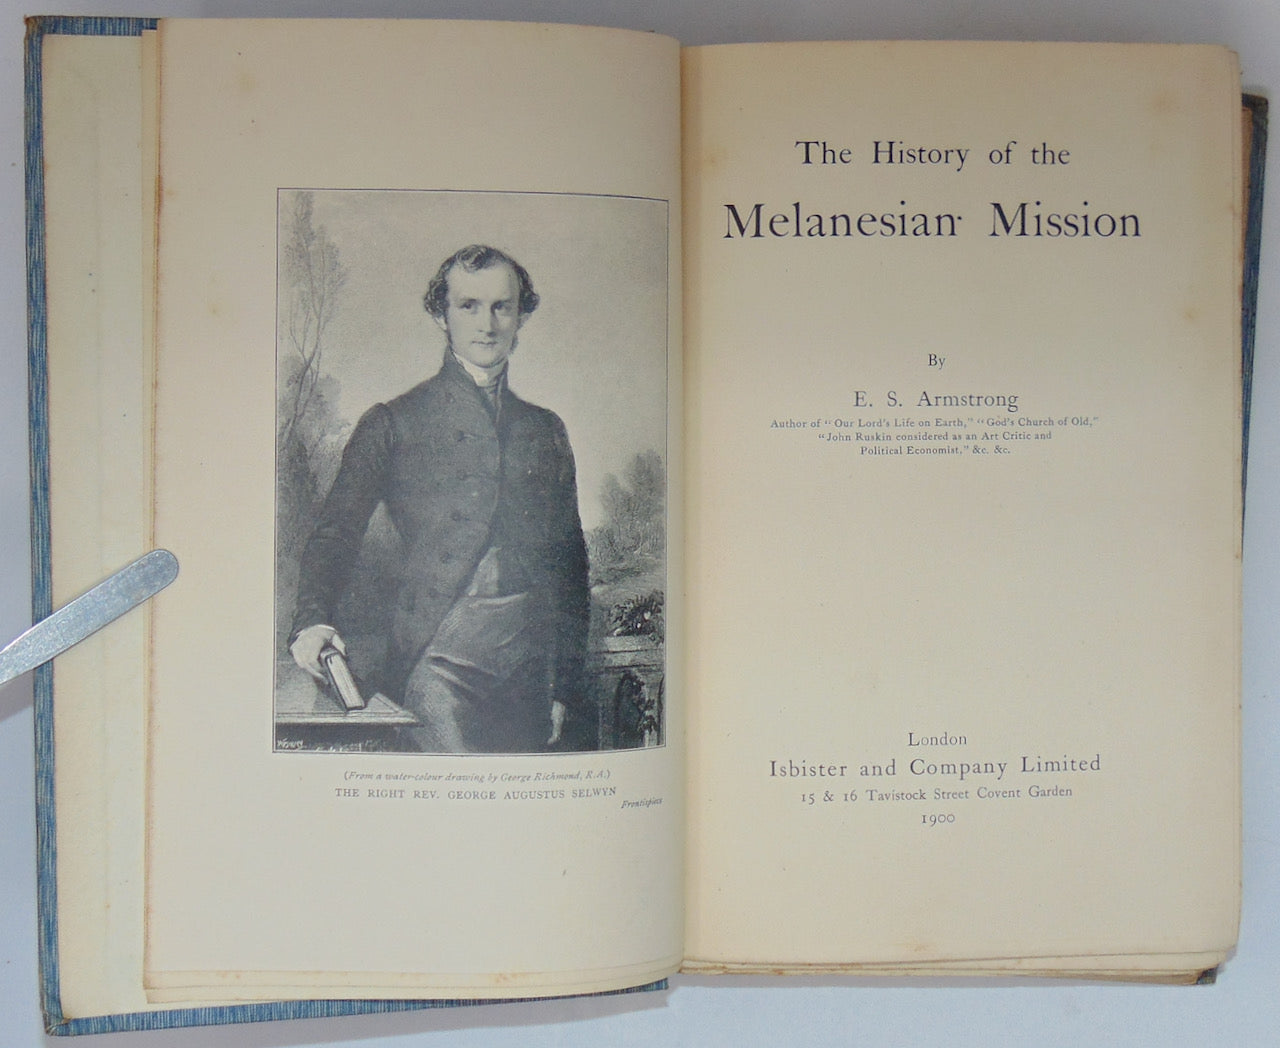 (From a water-colour drawing by George Richmond, R.A.)
THE RIGHT REV. GEORGE AUGUSTUS SELWYN
Frontispiece
The History of the
Melanesian Mission
By
E. S. Armstrong
Author of "Our Lord's Life on Earth," "God's Church of Old,"
"John Ruskin considered as an Art Critic and
Political Economist," &c. &c.
London
Isbister and Company Limited
15 & 16 Tavistock Street Covent Garden
1900